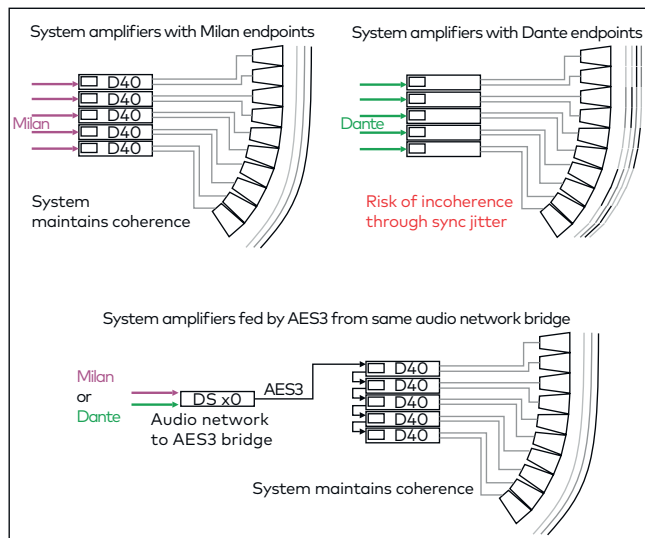 System amplifiers with Milan endpoints
D40
D40
D40
D40
D40
Milan
System
maintains coherence
System amplifiers with Dante endpoints
Dante
Risk of incoherence
through sync jitter
System amplifiers fed by AES3 from same audio network bridge
Milan
or
Dante
DS x0
AES3
Audio network
to AES3 bridge
D40
D40
D40
D40
D40
System maintains coherence